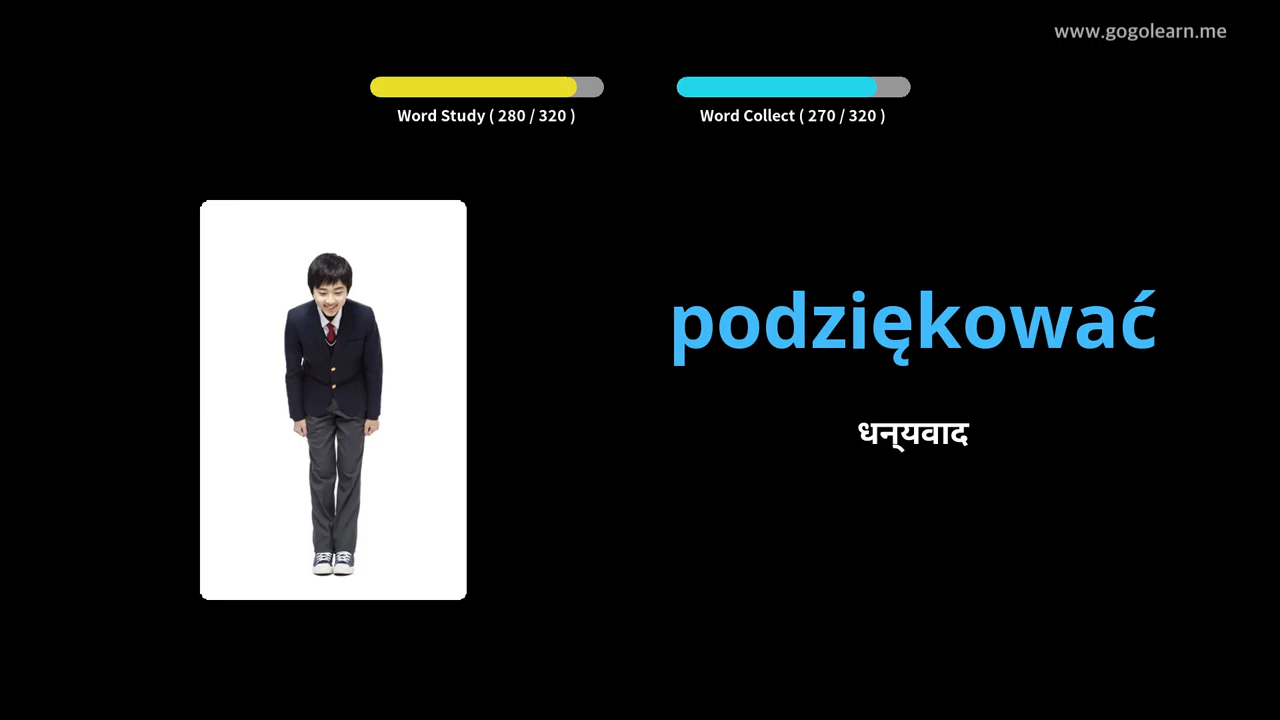 www.gogolearn.me
Word Study ( 280 / 320 )
Word Collect ( 270 / 320 )
podziękować
धन्यवाद